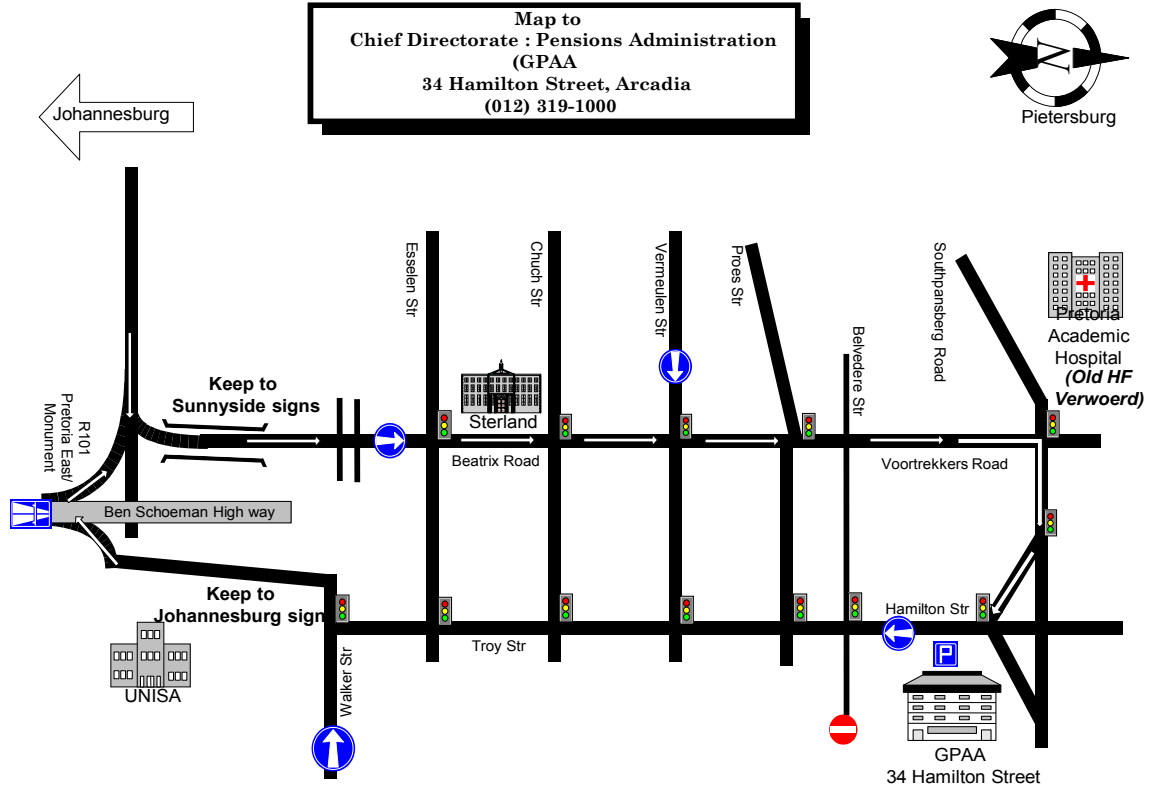 Map to
Chief Directorate : Pensions Administration
(GPAA
34 Hamilton Street, Arcadia
(012) 319-1000
N
Pietersburg
Johannesburg
Esselen Str
Chuch Str
Vermeulen Str
Proes Str
Belvedere Str
Southpansberg Road
Pretoria
Academic
Hospital
(Old HF
Verwoerd)
Keep to
Sunnyside signs
Sterland
R101
Pretoria East/
Monument
Beatrix Road
Voortrekkers Road
Ben Schoeman High way
Keep to
Johannesburg sign
Hamilton Str
Troy Str
Walker Str
UNISA
P
GPAA
34 Hamilton Street